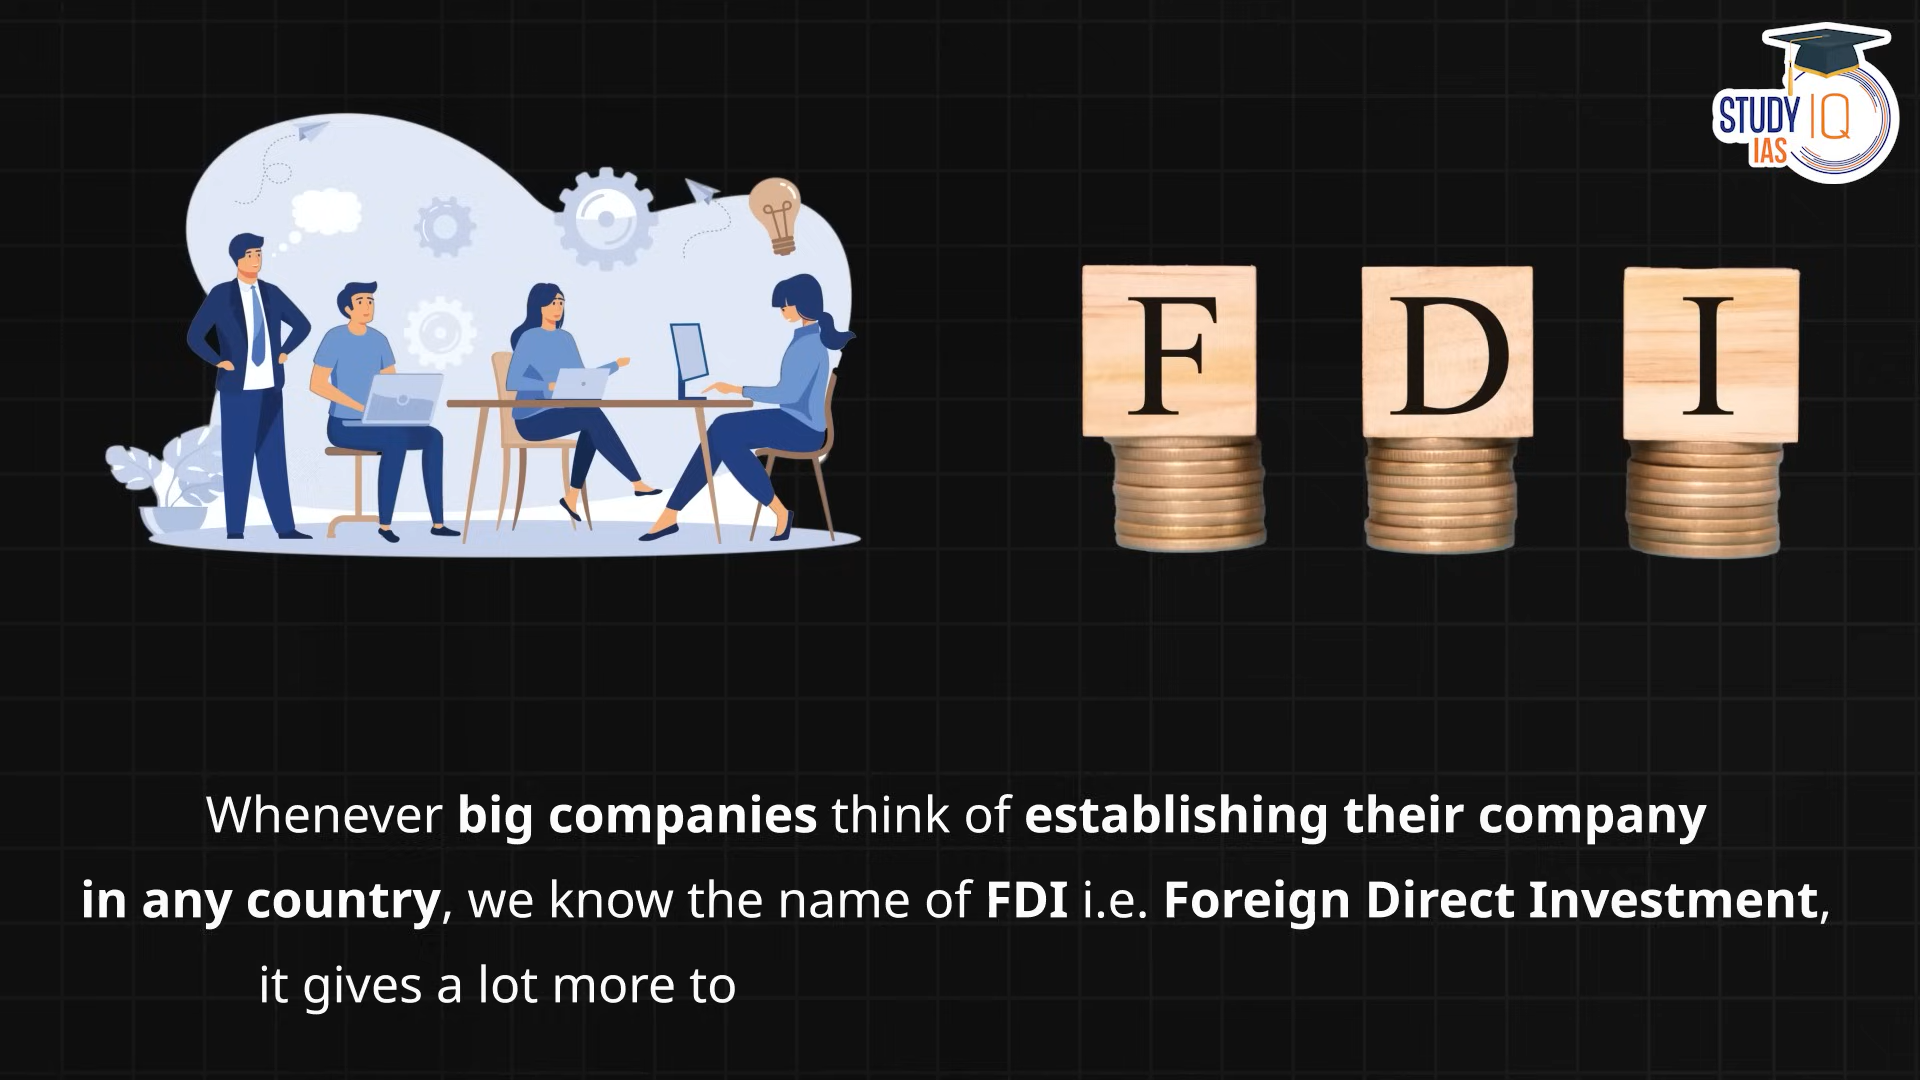 STUDY IQ
IAS
F D I
Whenever big companies think of establishing their company
in any country, we know the name of FDI i.e. Foreign Direct Investment,
it gives a lot more to